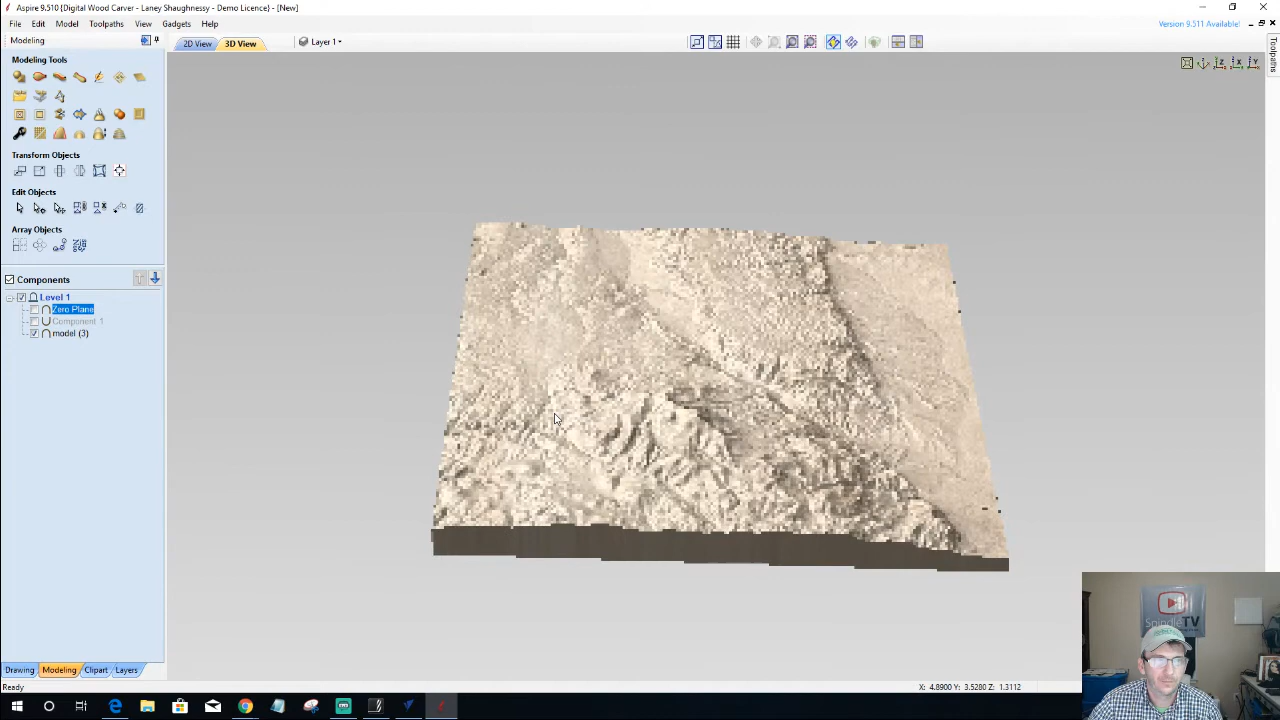 Aspire 9.510 {Digital Wood Carver - Laney Shaughnessy - Demo Licence} - [New]
File Edit Model Toolpaths View Gadgets Help
Version 9.511 Available!
Modeling
2D View 3D View Layer 1
Toolpaths
Modeling Tools
Transform Objects
Edit Objects
Array Objects
Components
Level 1
Zero Plane
Component 1
model (3)
SpindleTV
Drawing Modeling Clipart Layers
Ready
X: 4.8900 Y: 3.5280 Z: 1.3112